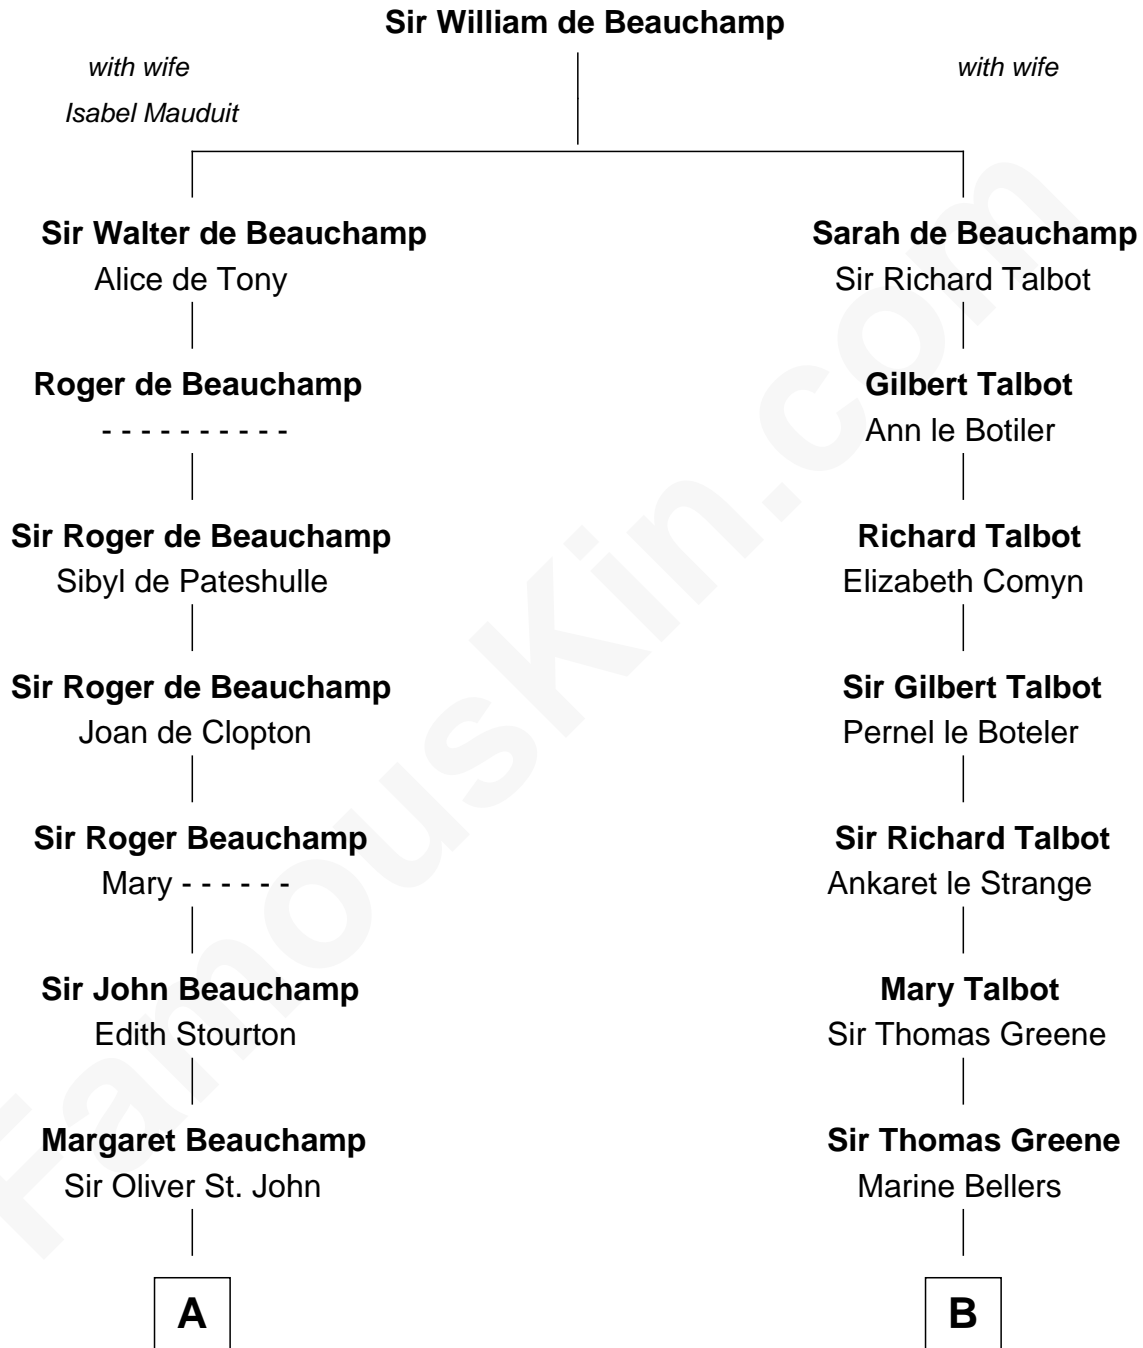 Sir William de Beauchamp
with wife
with wife
Isabel Mauduit
Sir Walter de Beauchamp
Alice de Tony
Sarah de Beauchamp
Sir Richard Talbot
Roger de Beauchamp
- - - - - - - - - -
Gilbert Talbot
Ann le Botiler
Sir Roger de Beauchamp
Sibyl de Pateshulle
Richard Talbot
Elizabeth Comyn
Sir Roger de Beauchamp
Joan de Clopton
Sir Gilbert Talbot
Pernel le Boteler
Sir Roger Beauchamp
Mary - - - - - -
Sir Richard Talbot
Ankaret le Strange
Sir John Beauchamp
Edith Stourton
Mary Talbot
Sir Thomas Greene
Margaret Beauchamp
Sir Oliver St. John
Sir Thomas Greene
Marine Bellers
A
B
FamousKin.com